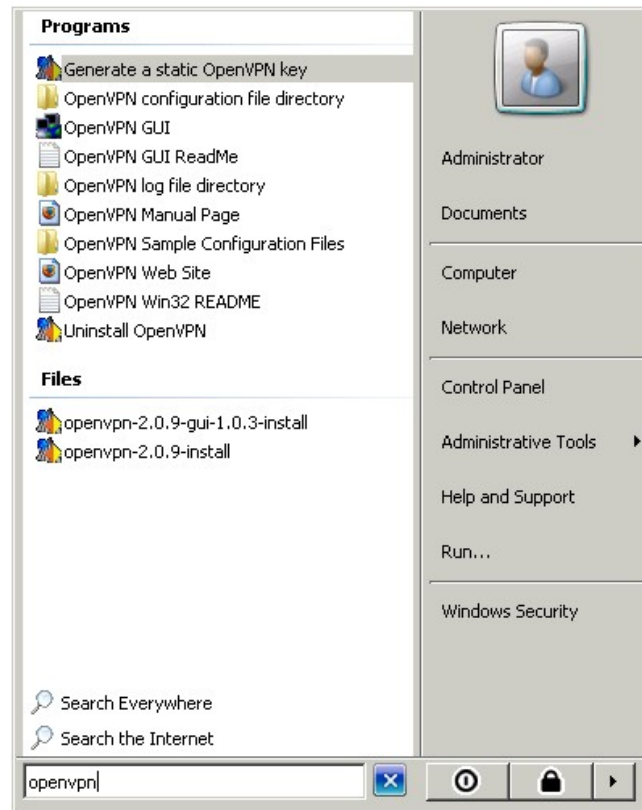 Programs
Generate a static OpenVPN key
OpenVPN configuration file directory
OpenVPN GUI
OpenVPN GUI ReadMe
OpenVPN log file directory
OpenVPN Manual Page
OpenVPN Sample Configuration Files
OpenVPN Web Site
OpenVPN Win32 README
Uninstall OpenVPN
Files
openvpn-2.0.9-gui-1.0.3-install
openvpn-2.0.9-install
Search Everywhere
Search the Internet
openvpn
Administrator
Documents
Computer
Network
Control Panel
Administrative Tools
Help and Support
Run...
Windows Security